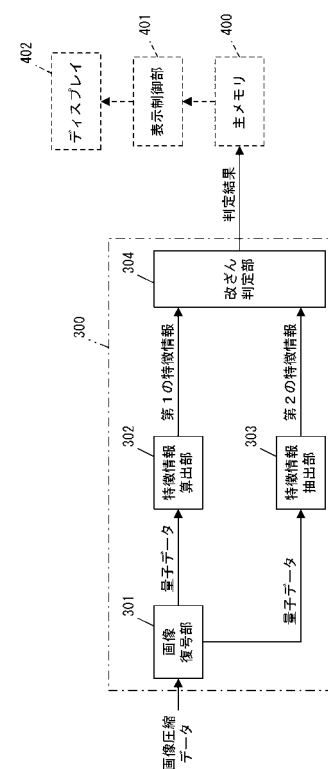 300
画像圧縮
データ
301
画像
復号部
量子データ
302
特徴情報
算出部
第1の特徴情報
量子データ
303
特徴情報
抽出部
第2の特徴情報
304
改ざん
判定部
判定結果
400
主メモリ
401
表示制御部
402
ディスプレイ